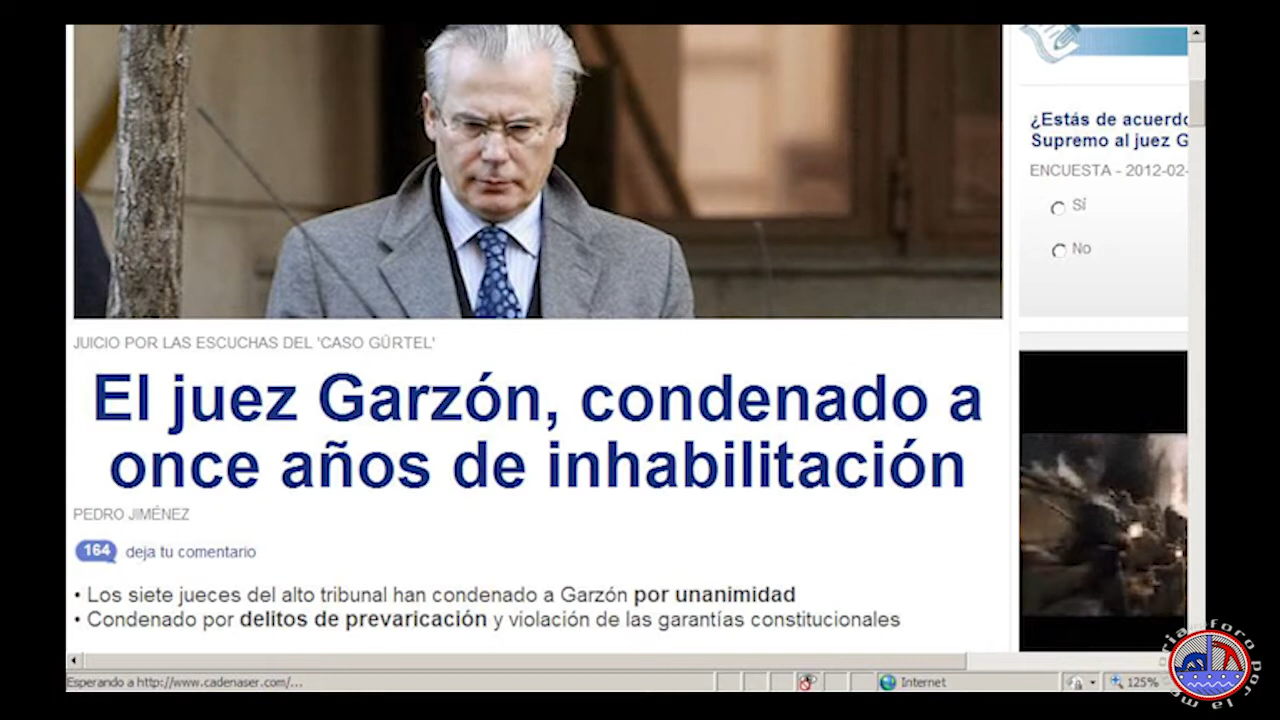 ¿Estás de acuerdo
Supremo al juez G
ENCUESTA - 2012-02-
Sí
No
JUICIO POR LAS ESCUCHAS DEL 'CASO GÜRTEL'
El juez Garzón, condenado a
once años de inhabilitación
PEDRO JIMÉNEZ
164 deja tu comentario
• Los siete jueces del alto tribunal han condenado a Garzón por unanimidad
• Condenado por delitos de prevaricación y violación de las garantías constitucionales
Esperando a http://www.cadenaser.com/...
Internet
125%
foro por la